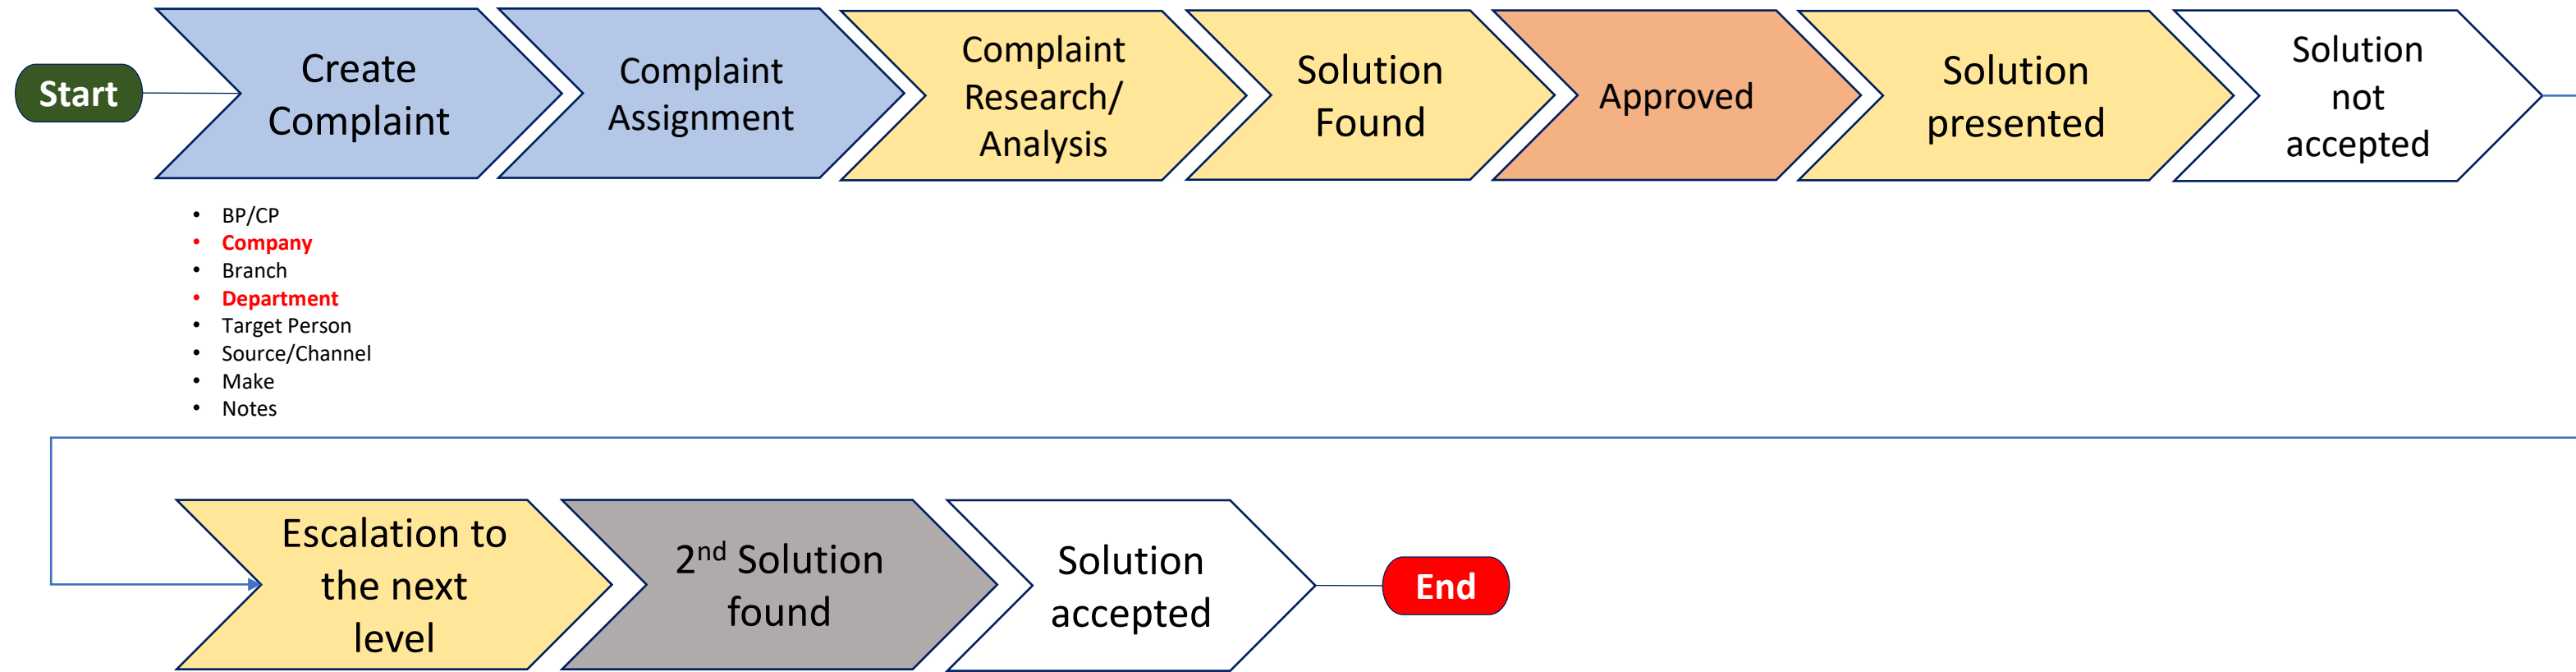 Start
Create
Complaint
Complaint
Assignment
Complaint
Research/
Analysis
Solution
Found
Approved
Solution
presented
Solution
not
accepted
• BP/CP
• Company
• Branch
• Department
• Target Person
• Source/Channel
• Make
• Notes
Escalation to
the next
level
2nd Solution
found
Solution
accepted
End